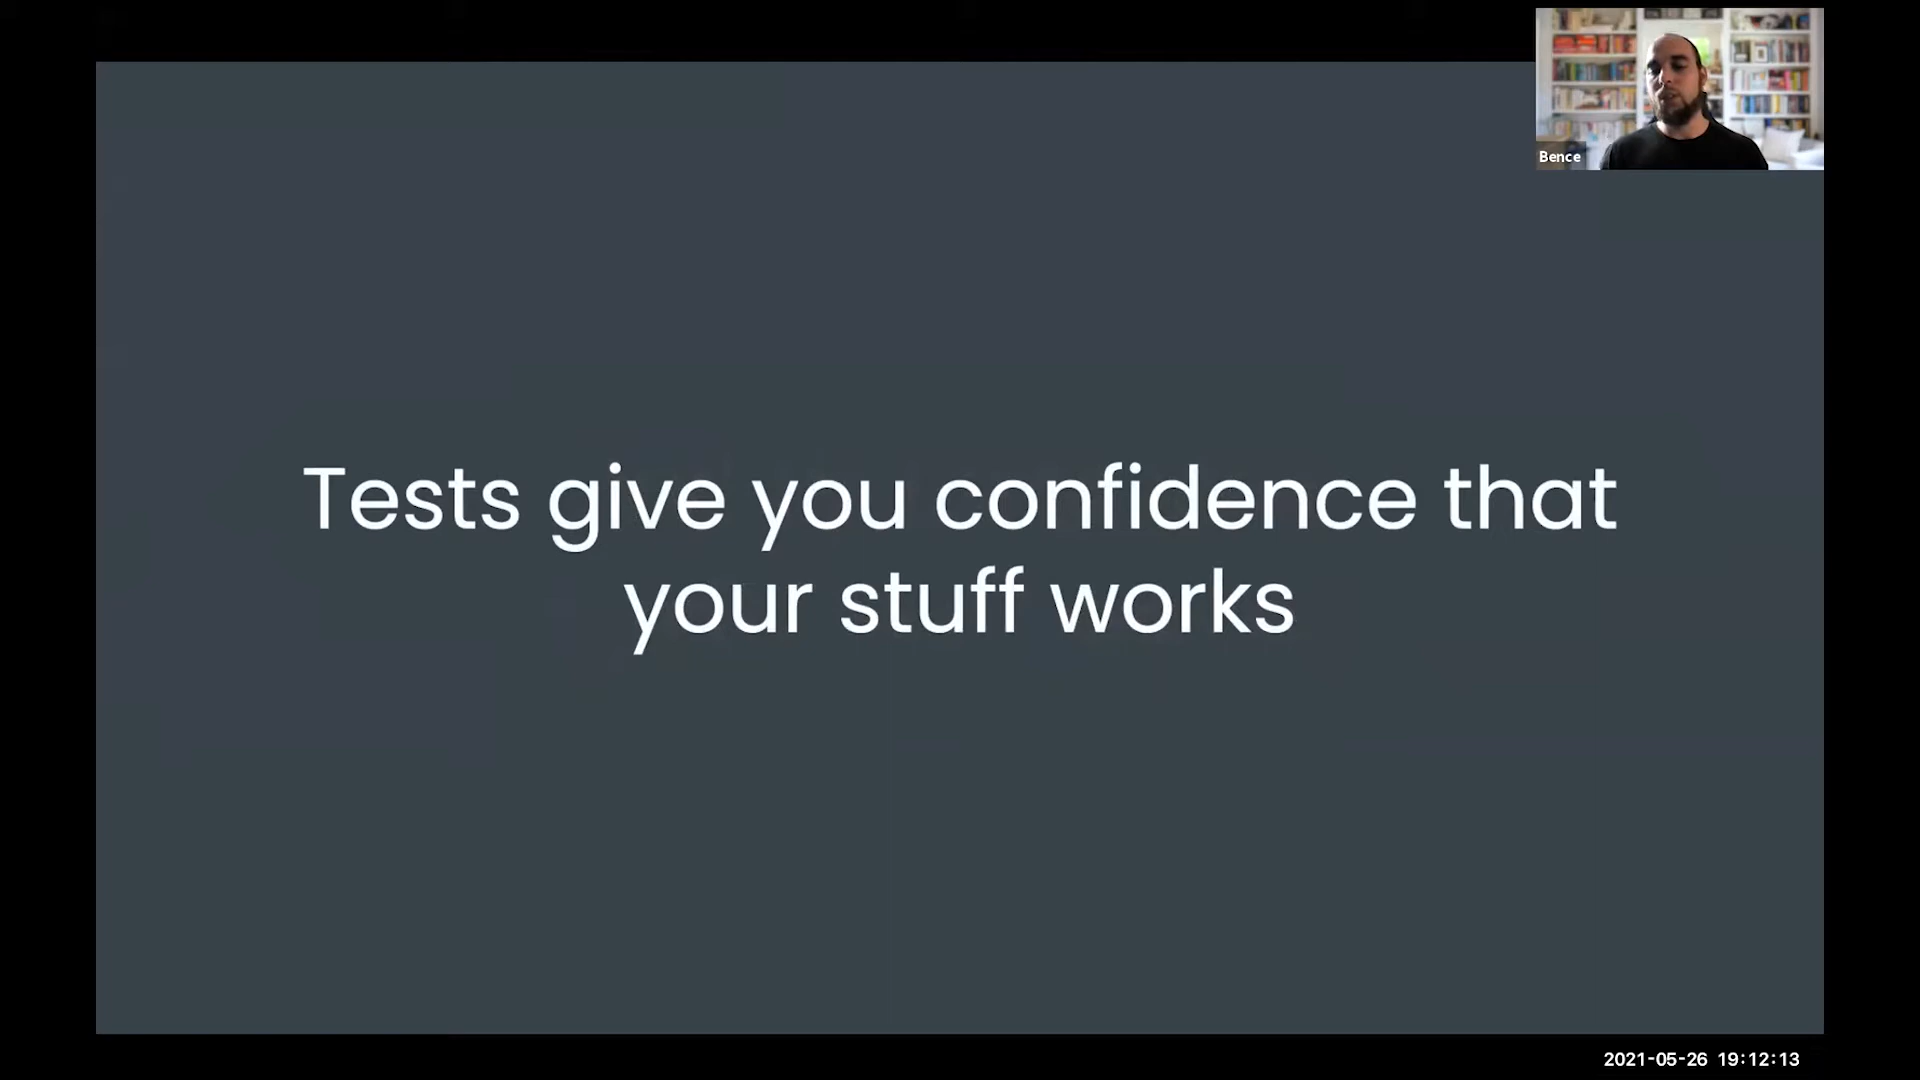 Bence
Tests give you confidence that
your stuff works
2021-05-26 19:12:13